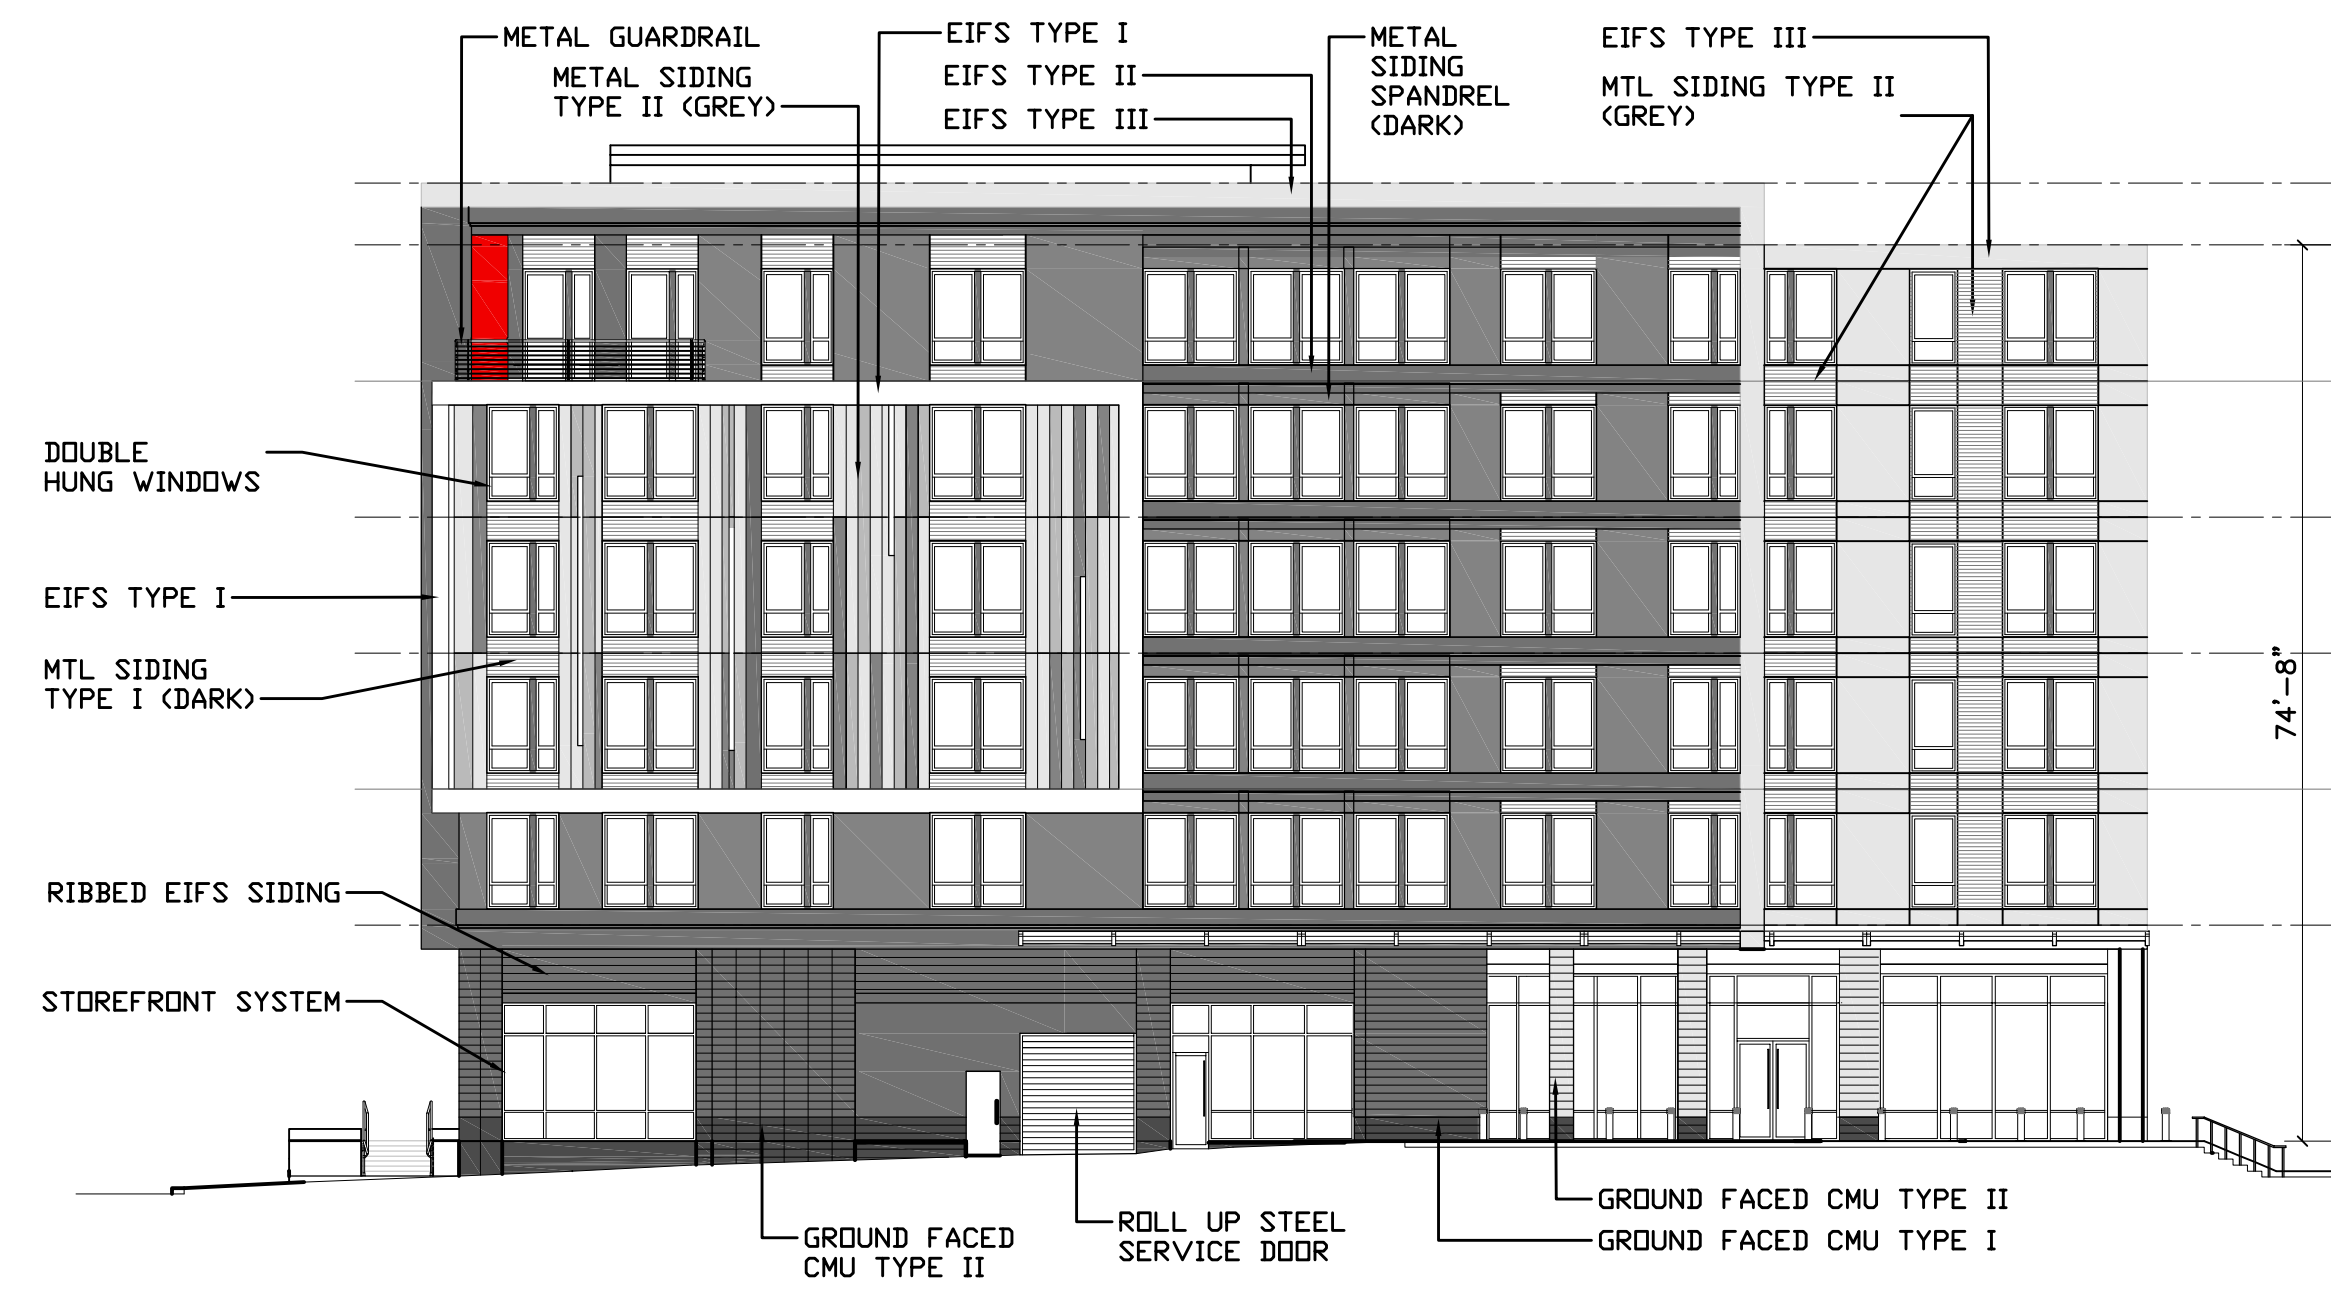 METAL GUARDRAIL
METAL SIDING
TYPE II (GREY)
EIFS TYPE I
EIFS TYPE II
EIFS TYPE III
METAL
SIDING
SPANDREL
(DARK)
EIFS TYPE III
MTL SIDING TYPE II
(GREY)
DOUBLE
HUNG WINDOWS
EIFS TYPE I
MTL SIDING
TYPE I (DARK)
74'-8"
RIBBED EIFS SIDING
STOREFRONT SYSTEM
GROUND FACED
CMU TYPE II
ROLL UP STEEL
SERVICE DOOR
GROUND FACED CMU TYPE II
GROUND FACED CMU TYPE I